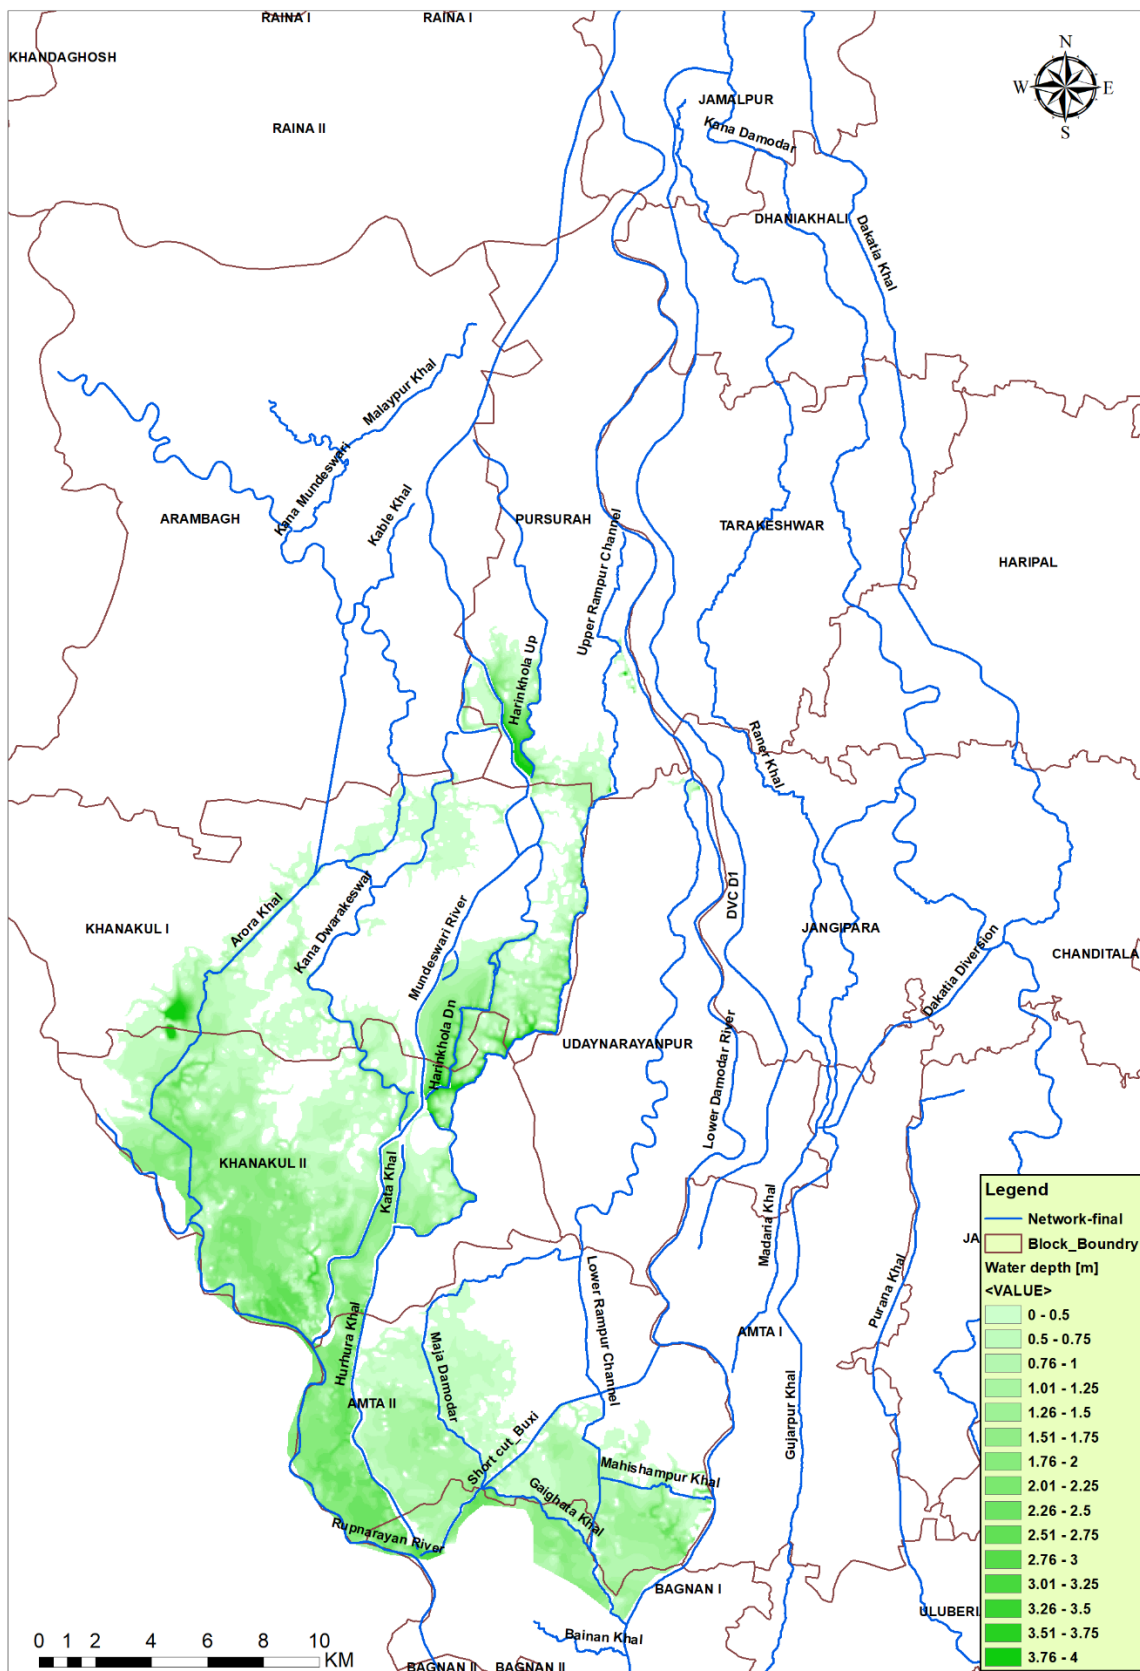 RAINA I
RAINA I
KHANDAGHOSH
N
W
E
S
JAMALPUR
RAINA II
Kana Damodar
DHANIAKHALI
Dakatia Khal
Malaypur Khal
Kana Mundeswari
Kable Khal
ARAMBAGH
PURSURAH
Upper Rampur Channel
TARAKESHWAR
HARIPAL
Harinkhola Up
Raner Khal
DVC D1
Arora Khal
Kana Dwarakeswar
Mundeswari River
KHANAKUL I
JANGIPARA
Dakatia Diversion
CHANDITALA
Harinkhola Dn
UDAYNARAYANPUR
Lower Damodar River
KHANAKUL II
Kata Khal
Madaria Khal
Purana Khal
JA
Hurhura Khal
Maja Damodar
Lower Rampur Channel
AMTA I
AMTA II
Gujarpur Khal
Short cut_Buxi
Mahishampur Khal
Gaighata Khal
Rupnarayan River
BAGNAN I
ULUBERI
Bainan Khal
BAGNAN II
BAGNAN II
Legend
Network-final
Block_Boundry
Water depth [m]
<VALUE>
0 - 0.5
0.5 - 0.75
0.76 - 1
1.01 - 1.25
1.26 - 1.5
1.51 - 1.75
1.76 - 2
2.01 - 2.25
2.26 - 2.5
2.51 - 2.75
2.76 - 3
3.01 - 3.25
3.26 - 3.5
3.51 - 3.75
3.76 - 4
0 1 2 4 6 8 10
KM